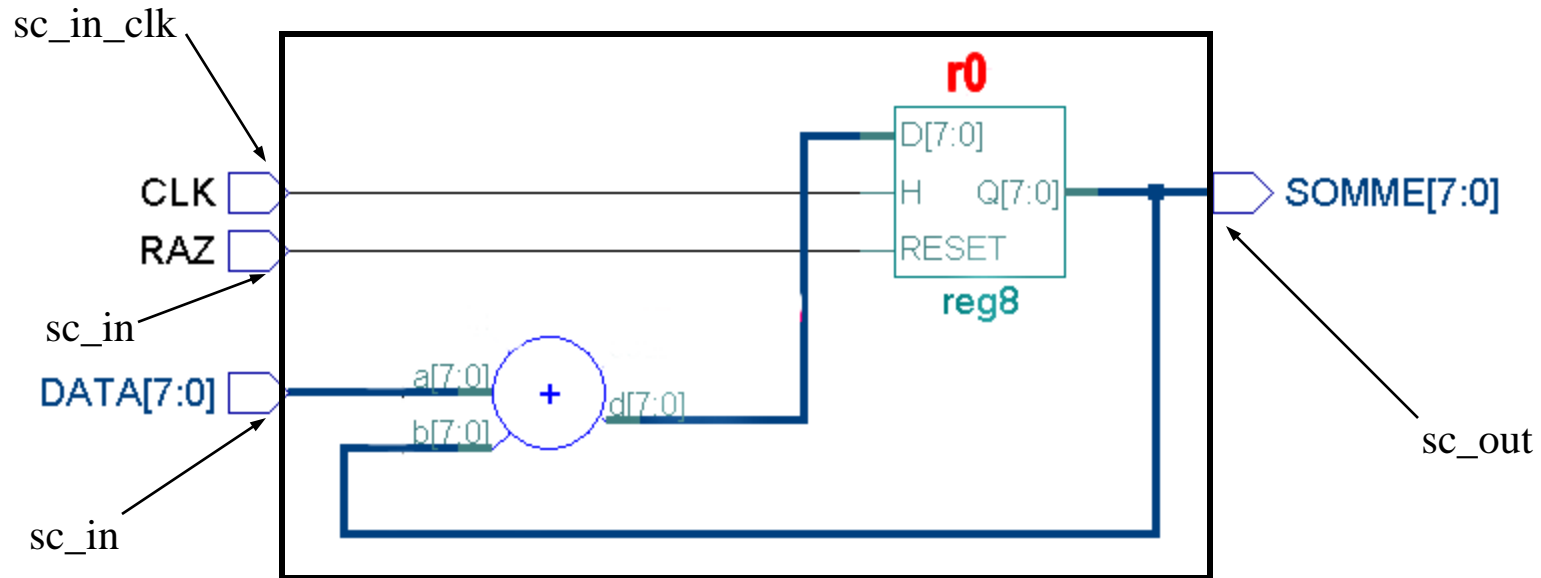 sc_in_clk
r0
D[7:0]
CLK
H
Q[7:0]
SOMME[7:0]
RAZ
RESET
reg8
sc_in
a[7:0]
DATA[7:0]
+
d[7:0]
b[7:0]
sc_out
sc_in